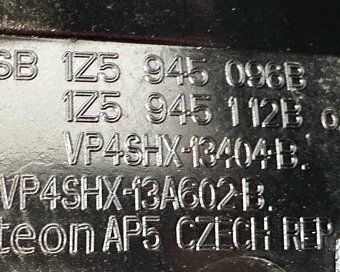 SB 1Z5 945 096B
1Z5 945 112B
VP4SHX-13404-B.
VP4SHX-13A602-B.
teon AP5 CZECH REP